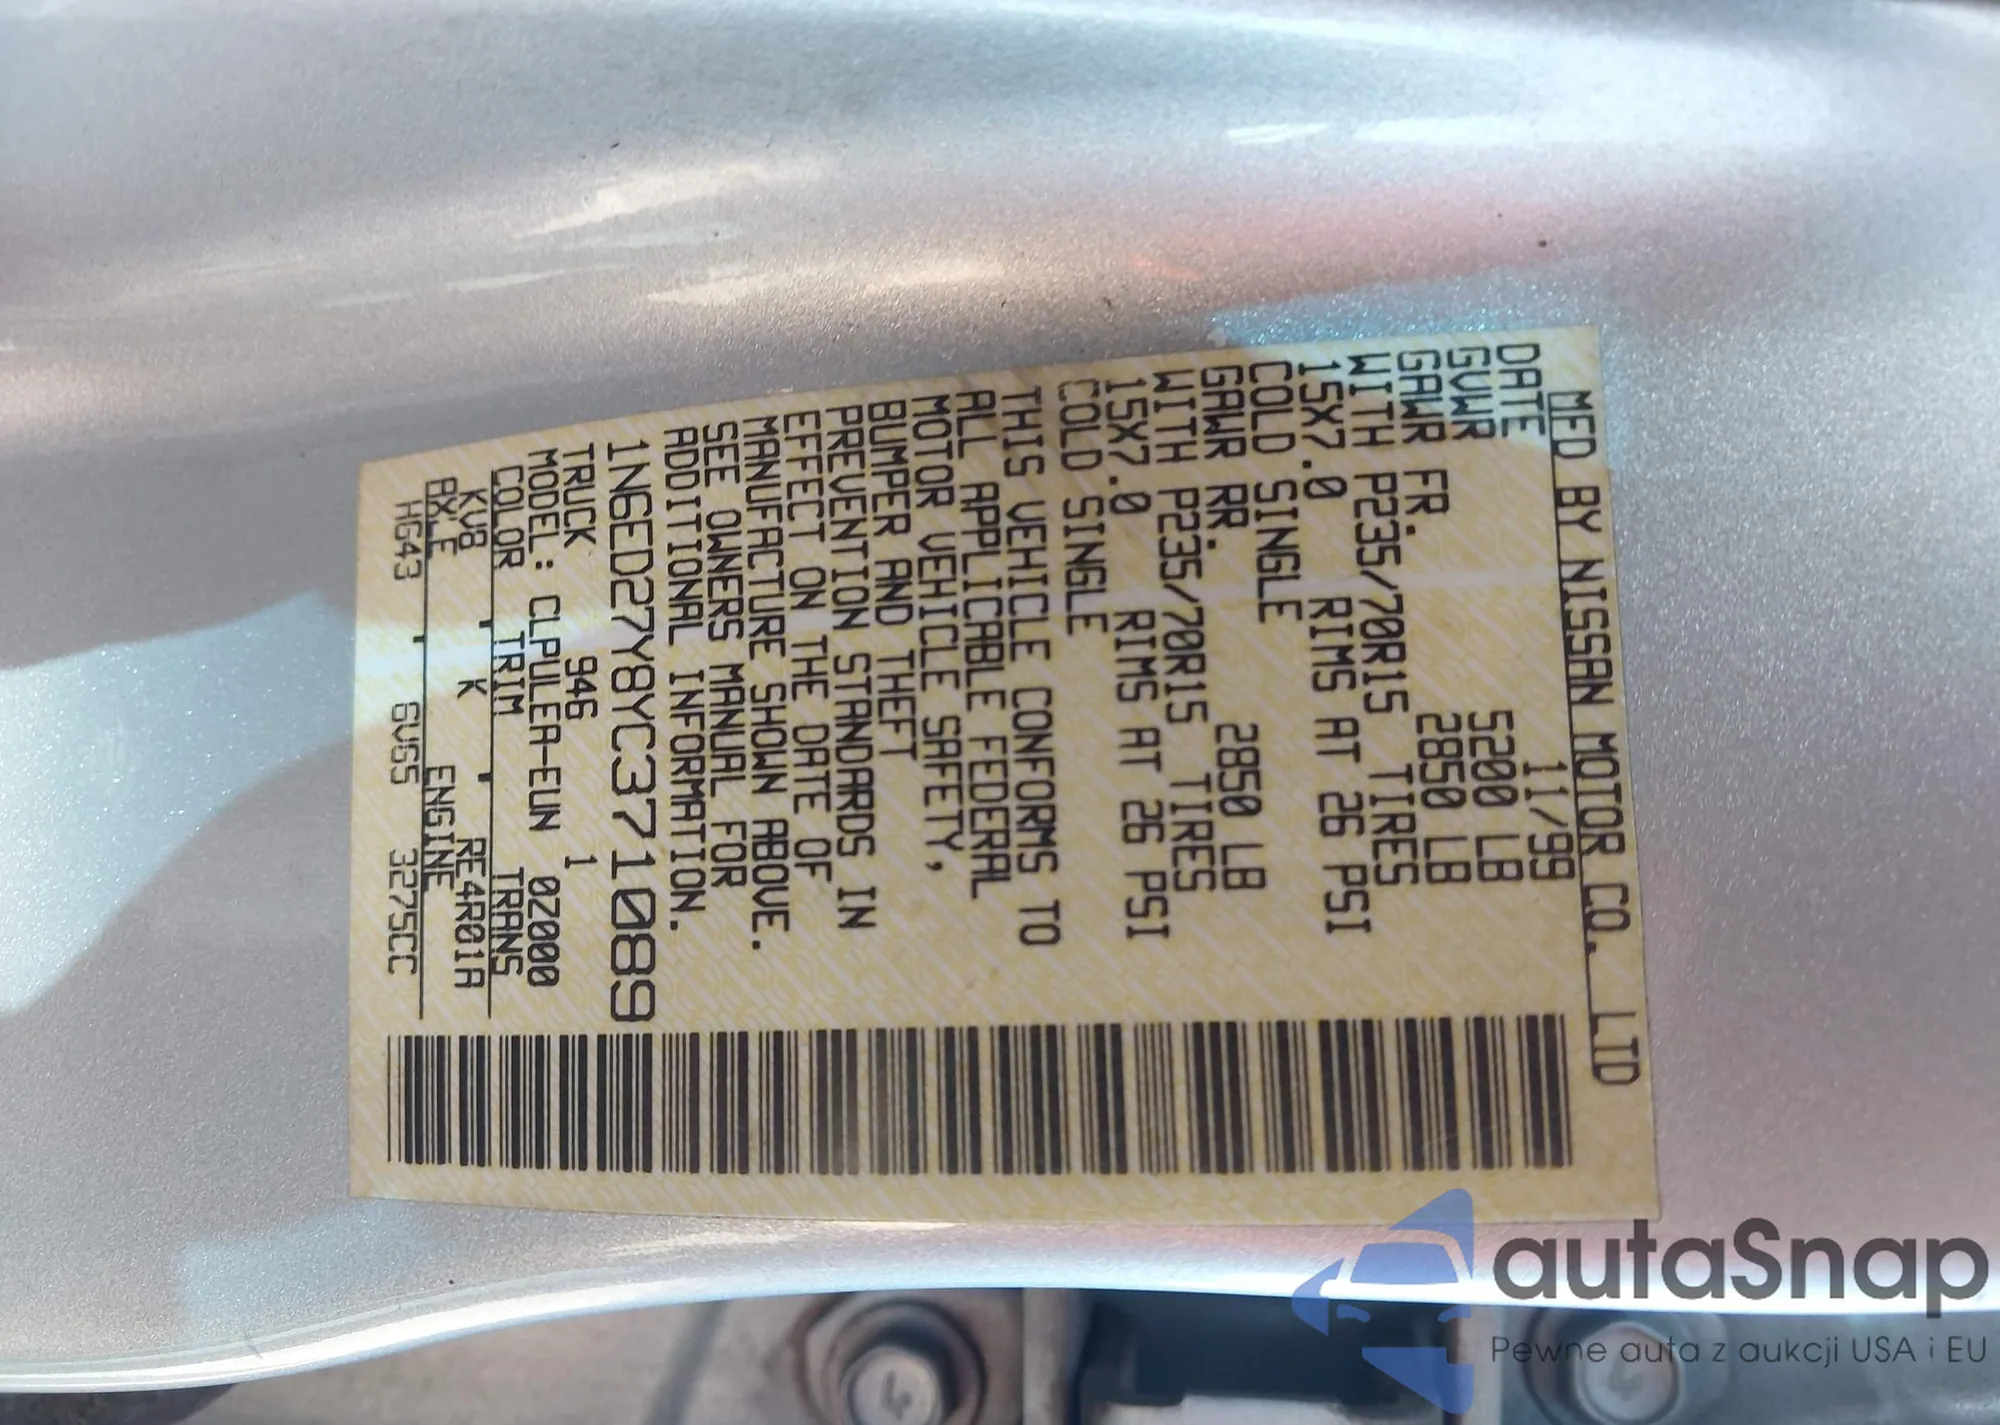 MFD BY NISSAN MOTOR CO. LTD
DATE 11/99
GVWR 5200 LB
GAWR FR. 2850 LB
WITH P235/70R15 TIRES
15X7.0 RIMS AT 26 PSI
COLD SINGLE
GAWR RR. 2850 LB
WITH P235/70R15 TIRES
15X7.0 RIMS AT 26 PSI
COLD SINGLE
THIS VEHICLE CONFORMS TO
ALL APPLICABLE FEDERAL
MOTOR VEHICLE SAFETY,
BUMPER AND THEFT
PREVENTION STANDARDS IN
EFFECT ON THE DATE OF
MANUFACTURE SHOWN ABOVE.
SEE OWNERS MANUAL FOR
ADDITIONAL INFORMATION.
1N6ED27Y8YC371089
TRUCK 946 1
MODEL: CLPULEA-EUN 0Z0000
COLOR TRIM TRANS
KV8 K RE4R01A
AXLE ENGINE
HG43 GVG5 3275CC
autaSnap
Pewne auta z aukcji USA i EU